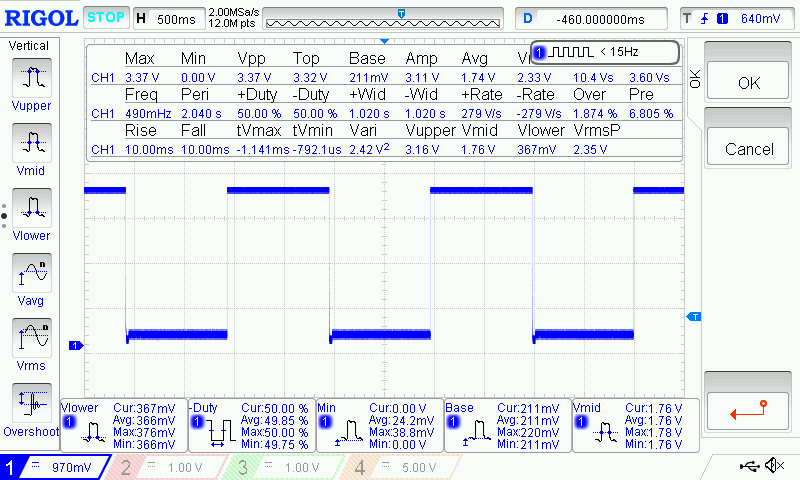 RIGOL STOP H 500ms 2.00MSa/s 12.0M pts D -460.000000ms T 1 640mV
Vertical
Vupper
Vmid
Vlower
Vavg
Vrms
Overshoot
1 < 15Hz
Max Min Vpp Top Base Amp Avg
CH1 3.37 V 0.00 V 3.37 V 3.32 V 211mV 3.11 V 1.74 V 2.33 V 10.4 Vs 3.60 Vs
Freq Peri +Duty -Duty +Wid -Wid +Rate -Rate Over Pre
CH1 490mHz 2.040 s 50.00 % 50.00 % 1.020 s 1.020 s 279 V/s -279 V/s 1.874 % 6.805 %
Rise Fall tVmax tVmin Vari Vupper Vmid Vlower VrmsP
CH1 10.00ms 10.00ms -1.141ms -792.1us 2.42 V² 3.16 V 1.76 V 367mV 2.35 V
OK
OK
Cancel
T
1
T
Vlower 1 Cur:367mV
Avg:366mV
Max:376mV
Min:366mV
-Duty 1 Cur:50.00 %
Avg:49.85 %
Max:50.00 %
Min:49.75 %
Min 1 Cur:0.00 V
Avg:24.2mV
Max:38.8mV
Min:0.00 V
Base 1 Cur:211mV
Avg:211mV
Max:220mV
Min:211mV
Vmid 1 Cur:1.76 V
Avg:1.76 V
Max:1.78 V
Min:1.76 V
1 970mV 2 1.00 V 3 1.00 V 4 5.00 V